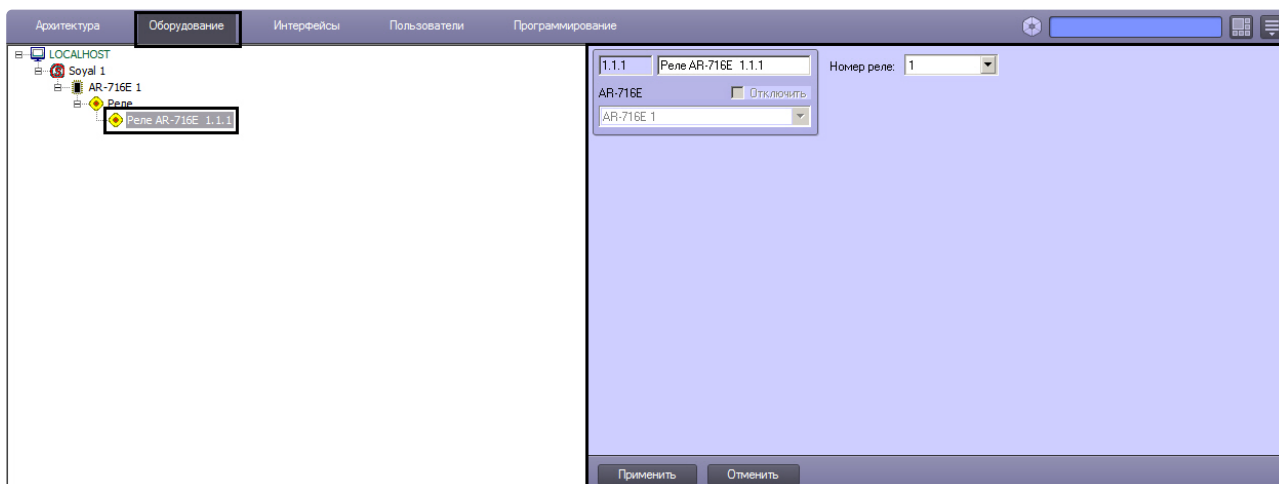 Архитектура Оборудование Интерфейсы Пользователи Программирование
LOCALHOST
Soyal 1
AR-716E 1
Реле
Реле AR-716E 1.1.1
1.1.1 Реле AR-716E 1.1.1 Номер реле: 1
AR-716E Отключить
AR-716E 1
Применить Отменить